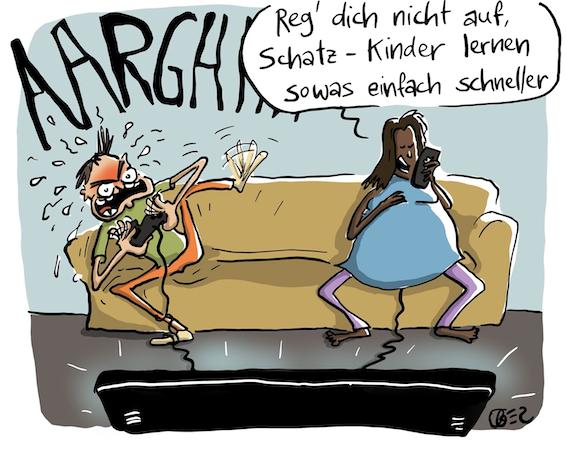 AARGH
Reg' dich nicht auf,
Schatz - Kinder lernen
sowas einfach schneller